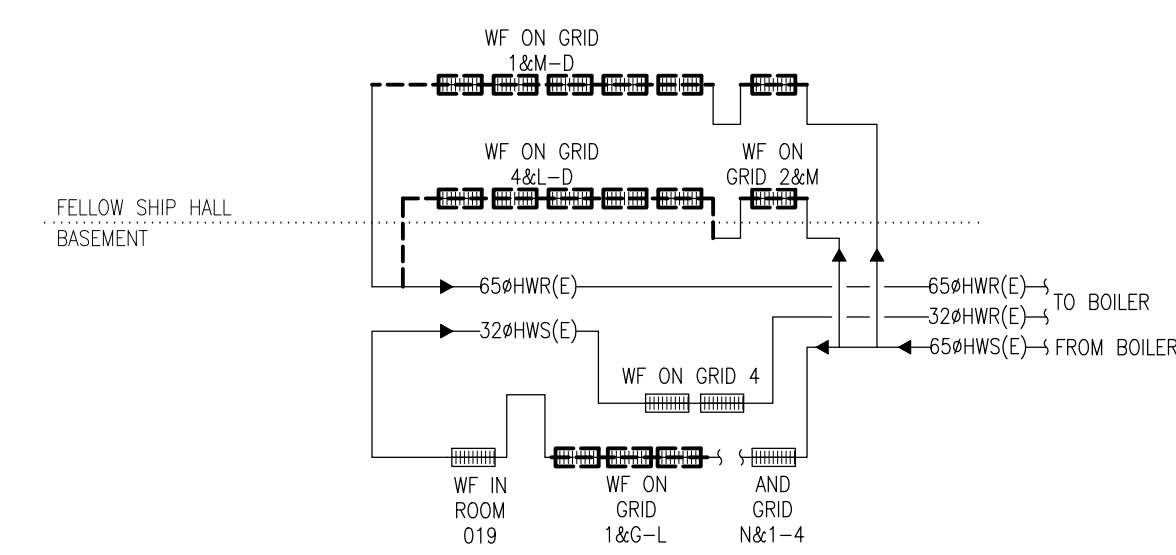 WF ON GRID
1&M-D
WF ON GRID
4&L-D
WF ON
GRID 2&M
FELLOW SHIP HALL
BASEMENT
65øHWR(E)
65øHWR(E)
TO BOILER
32øHWS(E)
32øHWR(E)
65øHWS(E)
FROM BOILER
WF ON GRID 4
WF IN
ROOM
019
WF ON
GRID
1&G-L
AND
GRID
N&1-4